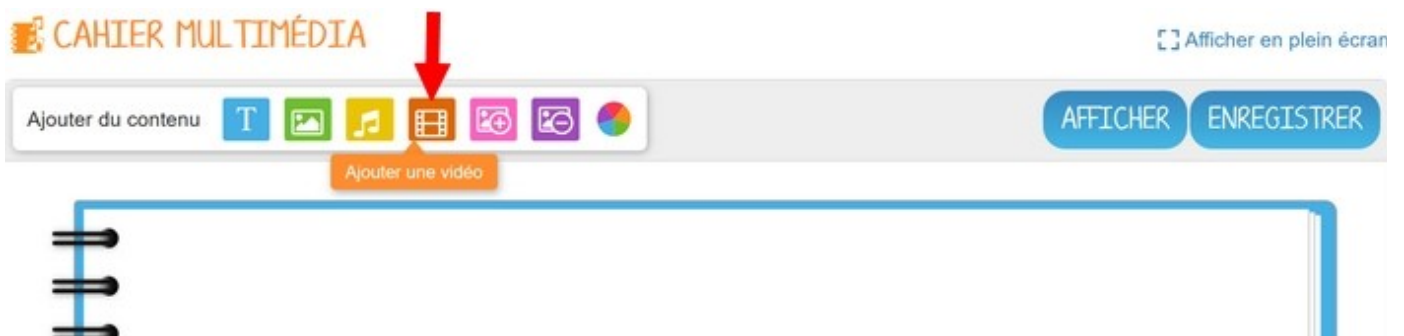 CAHIER MULTIMÉDIA
Afficher en plein écran
Ajouter du contenu T
AFFICHER ENREGISTRER
Ajouter une vidéo